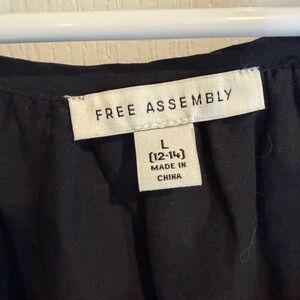 FREE ASSEMBLY
L
(12-14)
MADE IN
CHINA